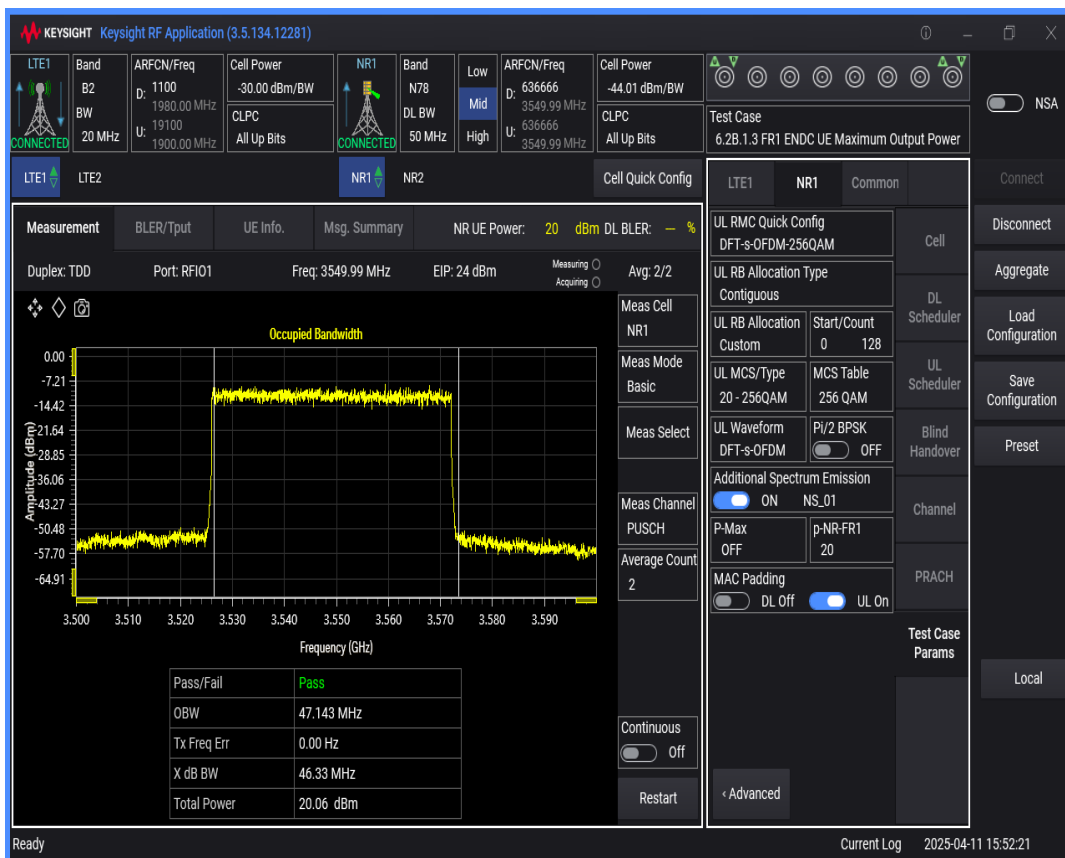 KEYSIGHT Keysight RF Application (3.5.134.12281)
LTE1
CONNECTED
Band
B2
BW
20 MHz
ARFCN/Freq
D: 1100
1980.00 MHz
U: 19100
1900.00 MHz
Cell Power
-30.00 dBm/BW
CLPC
All Up Bits
NR1
CONNECTED
Band
N78
DL BW
50 MHz
Low
Mid
High
ARFCN/Freq
D: 636666
3549.99 MHz
U: 636666
3549.99 MHz
Cell Power
-44.01 dBm/BW
CLPC
All Up Bits
Test Case
6.2B.1.3 FR1 ENDC UE Maximum Output Power
NSA
LTE1 LTE2 NR1 NR2 Cell Quick Config
Measurement BLER/Tput UE Info. Msg. Summary NR UE Power: 20 dBm DL BLER: — %
Duplex: TDD Port: RFIO1 Freq: 3549.99 MHz EIP: 24 dBm Measuring Avg: 2/2
Acquiring
Occupied Bandwidth
Amplitude (dBm)
0.00
-7.21
-14.42
-21.64
-28.85
-36.06
-43.27
-50.48
-57.70
-64.91
3.500 3.510 3.520 3.530 3.540 3.550 3.560 3.570 3.580 3.590
Frequency (GHz)
Pass/Fail Pass
OBW 47.143 MHz
Tx Freq Err 0.00 Hz
X dB BW 46.33 MHz
Total Power 20.06 dBm
Meas Cell
NR1
Meas Mode
Basic
Meas Select
Meas Channel
PUSCH
Average Count
2
Continuous
Off
Restart
LTE1 NR1 Common
UL RMC Quick Config
DFT-s-OFDM-256QAM
UL RB Allocation Type
Contiguous
UL RB Allocation
Custom
Start/Count
0 128
UL MCS/Type
20 - 256QAM
MCS Table
256 QAM
UL Waveform
DFT-s-OFDM
Pi/2 BPSK
OFF
Additional Spectrum Emission
ON NS_01
P-Max
OFF
p-NR-FR1
20
MAC Padding
DL Off UL On
‹ Advanced
Cell
DL
Scheduler
UL
Scheduler
Blind
Handover
Channel
PRACH
Test Case
Params
Connect
Disconnect
Aggregate
Load
Configuration
Save
Configuration
Preset
Local
Ready Current Log 2025-04-11 15:52:21